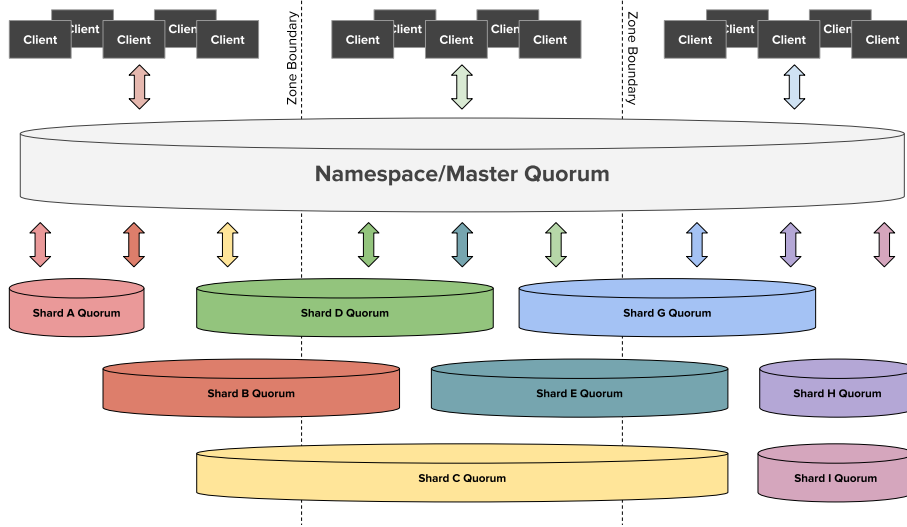 Client
Client
Client
Client
Client
Zone Boundary
Client
Client
Client
Client
Client
Zone Boundary
Client
Clien
Client
Client
Client
Namespace/Master Quorum
Shard A Quorum
Shard D Quorum
Shard G Quorum
Shard B Quorum
Shard E Quorum
Shard H Quorum
Shard C Quorum
Shard I Quorum